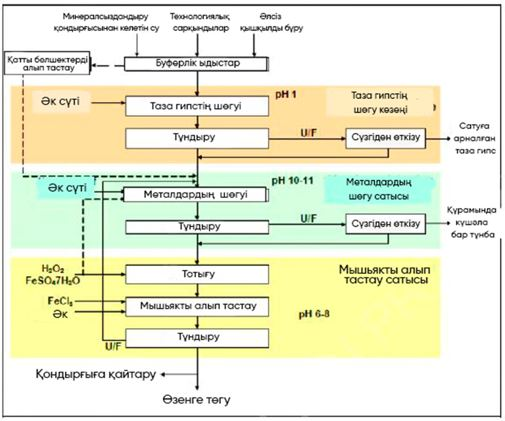 Минералсыздандыру
қондырғысынан келетін су
Технологиялық
сарқындылар
Әлсіз
қышқылды бұру
Қатты бөлшектерді
алып тастау
Буферлік ыдыстар
pH 1
Әк сүті
Таза гипстің шөгуі
Таза гипстің
шөгу кезеңі
Тұндыру
U/F
Сүзгіден өткізу
Сатуға
арналған
таза гипс
pH 10-11
Әк сүті
Металдардың шөгуі
Металдардың
шөгу сатысы
Тұндыру
U/F
Сүзгіден өткізу
Құрамында
күшәла
бар тұнба
H₂O₂
FeSO₄7H₂O
Тотығу
Мышьякты алып
тастау сатысы
FeCl₃
Әк
Мышьякты алып тастау
pH 6-8
Тұндыру
U/F
Қондырғыға қайтару
Өзенге төгу